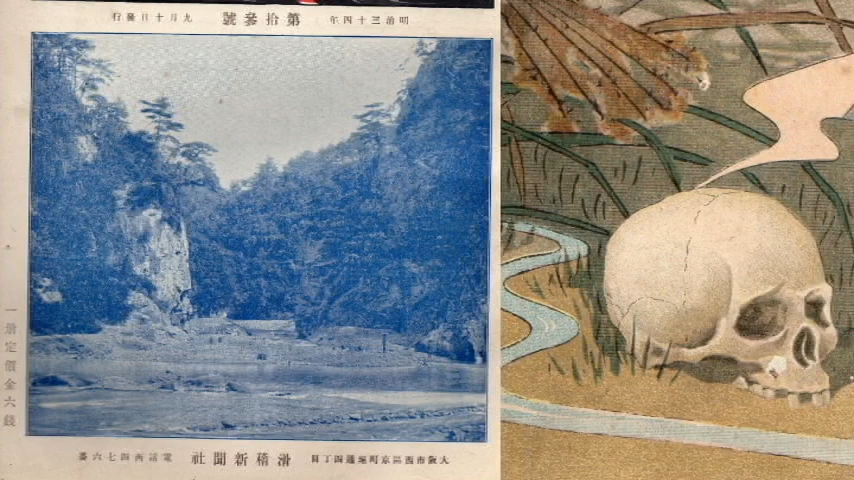 明治三十四年 第拾參號 九月十日發行
大阪市西區京町堀通四丁目 滑稽新聞社 電話西四七六番
一冊定價金六錢